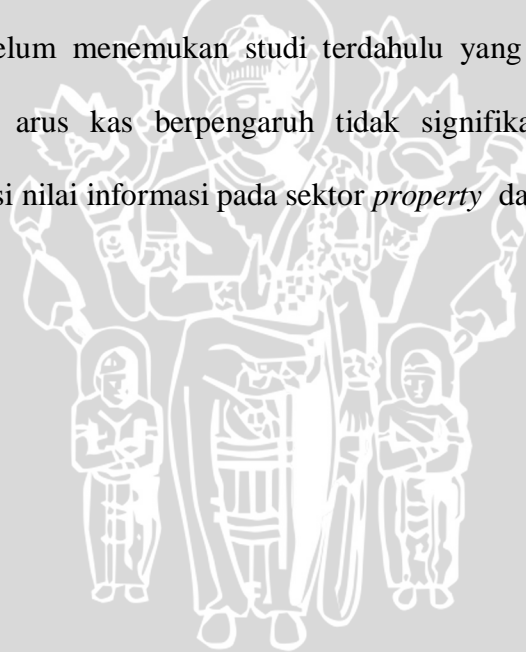 elum menemukan studi terdahulu yang
arus kas berpengaruh tidak signifika
si nilai informasi pada sektor property da